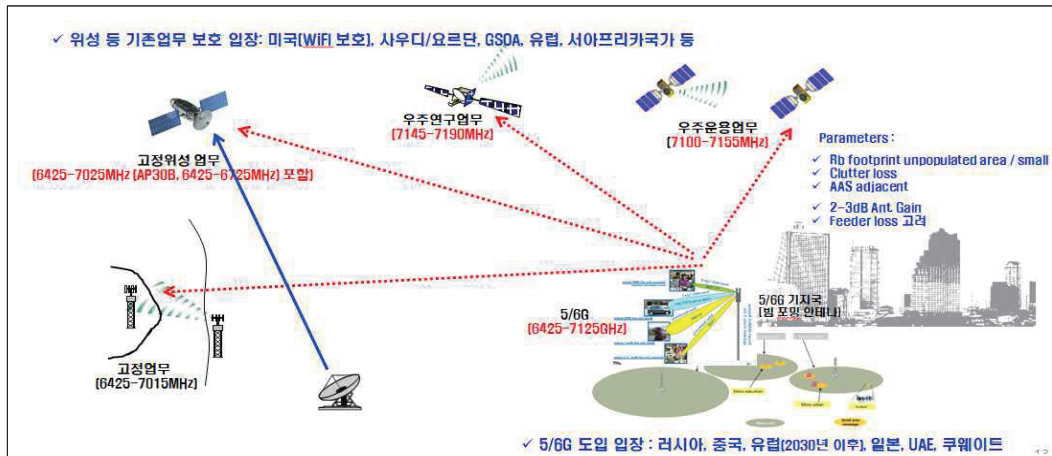 ✓ 위성 등 기존업무 보호 입장: 미국(WiFi 보호), 사우디/요르단, GSOA, 유럽, 서아프리카국가 등
우주연구업무
(7145-7190MHz)
우주운용업무
(7100-7155MHz)
고정위성 업무
(6425-7025MHz (AP30B, 6425-6725MHz) 포함)
Parameters :
✓ Rb footprint unpopulated area / small
✓ Clutter loss
✓ AAS adjacent
✓ 2-3dB Ant. Gain
✓ Feeder loss 고려
5/6G
(6425-7125GHz)
5/6G 기지국
(빔 포밍 안테나)
고정업무
(6425-7015MHz)
✓ 5/6G 도입 입장 : 러시아, 중국, 유럽(2030년 이후), 일본, UAE, 쿠웨이트
13